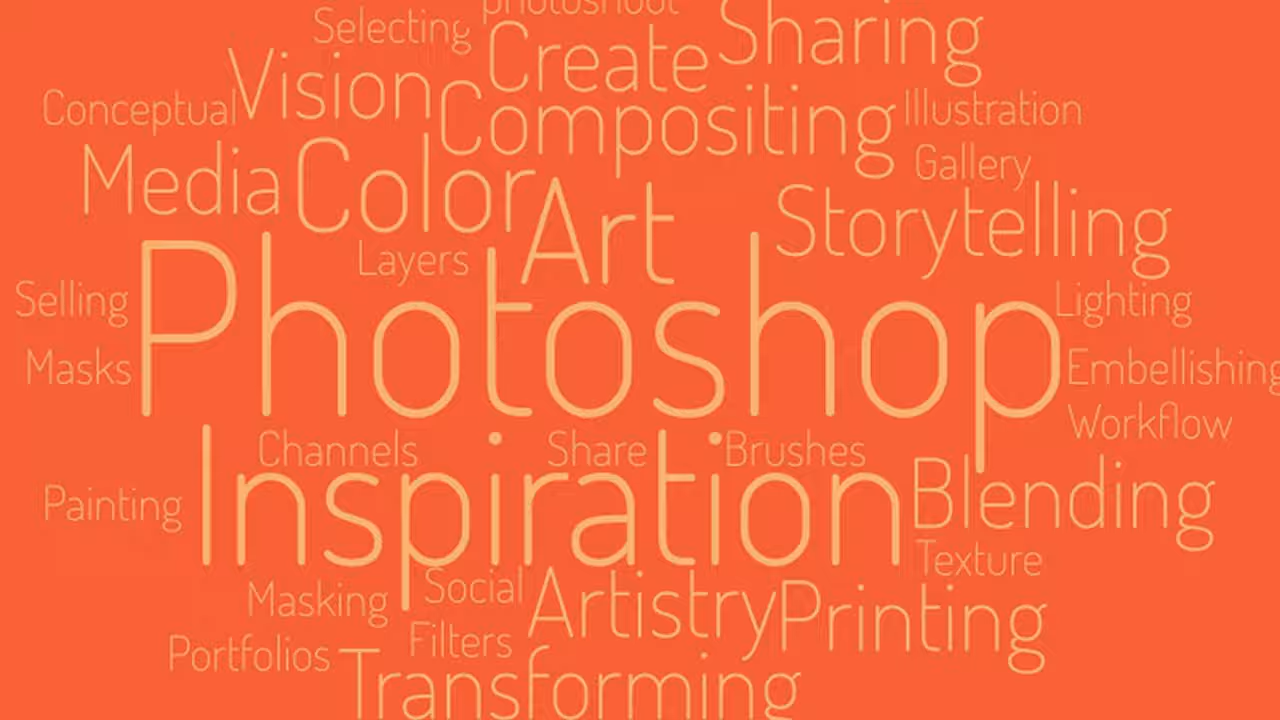 photoshoot
Selecting
Sharing
Create
Vision
Conceptual
Compositing
Illustration
Gallery
Media
Color
Art
Storytelling
Layers
Photoshop
Selling
Lighting
Masks
Embellishing
Workflow
Channels
Share
Brushes
Inspiration
Blending
Painting
Texture
Masking
Social
Artistry
Printing
Filters
Portfolios
Transforming